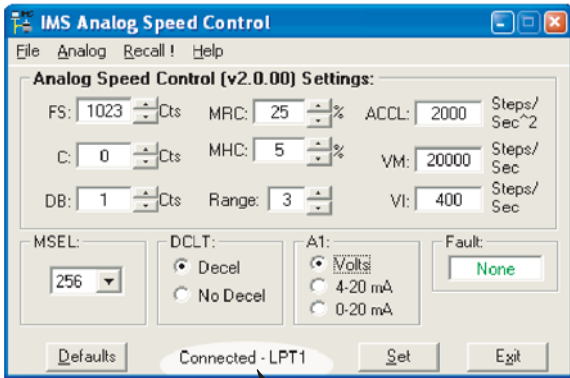 IMS Analog Speed Control
File Analog Recall ! Help
Analog Speed Control (v2.0.00) Settings:
FS: 1023 Cts MRC: 25 % ACCL: 2000 Steps/Sec^2
C: 0 Cts MHC: 5 % VM: 20000 Steps/Sec
DB: 1 Cts Range: 3 VI: 400 Steps/Sec
MSEL: DCLT: A1: Fault:
256 Decel Volts None
No Decel 4-20 mA
0-20 mA
Defaults Connected - LPT1 Set Exit